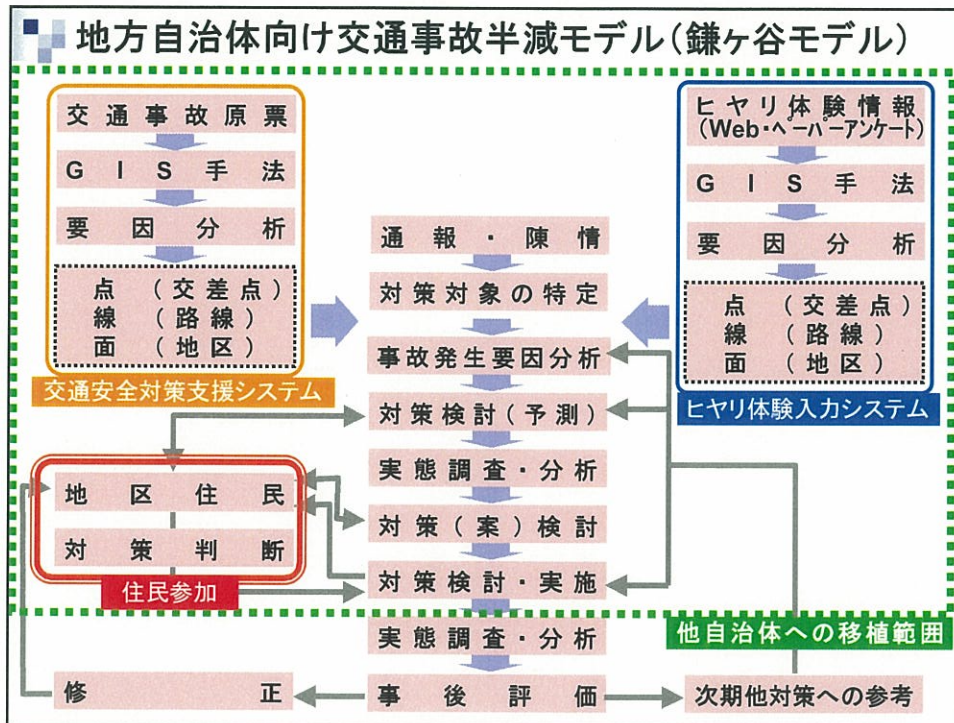 地方自治体向け交通事故半減モデル(鎌ヶ谷モデル)
交通事故原票
GIS手法
要因分析
点(交差点)
線(路線)
面(地区)
交通安全対策支援システム
ヒヤリ体験情報
(Web・ペーパーアンケート)
GIS手法
要因分析
点(交差点)
線(路線)
面(地区)
ヒヤリ体験入力システム
通報・陳情
対策対象の特定
事故発生要因分析
対策検討(予測)
実態調査・分析
対策(案)検討
対策検討・実施
地区住民
対策判断
住民参加
他自治体への移植範囲
実態調査・分析
修正
事後評価
次期他対策への参考